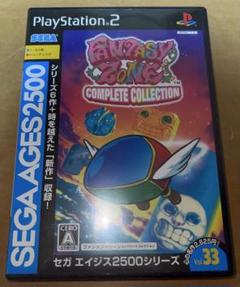 PlayStation 2
SEGA
SEGA AGES 2500
シリーズ6作+時を越えた「新作」収録!
FANTASY ZONE
COMPLETE COLLECTION
CERO
A
セガ エイジス2500シリーズ
Vol.33